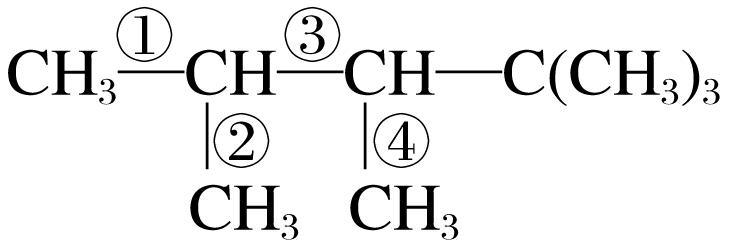 ① ③
CH₃—CH—CH—C(CH₃)₃
② ④
CH₃ CH₃